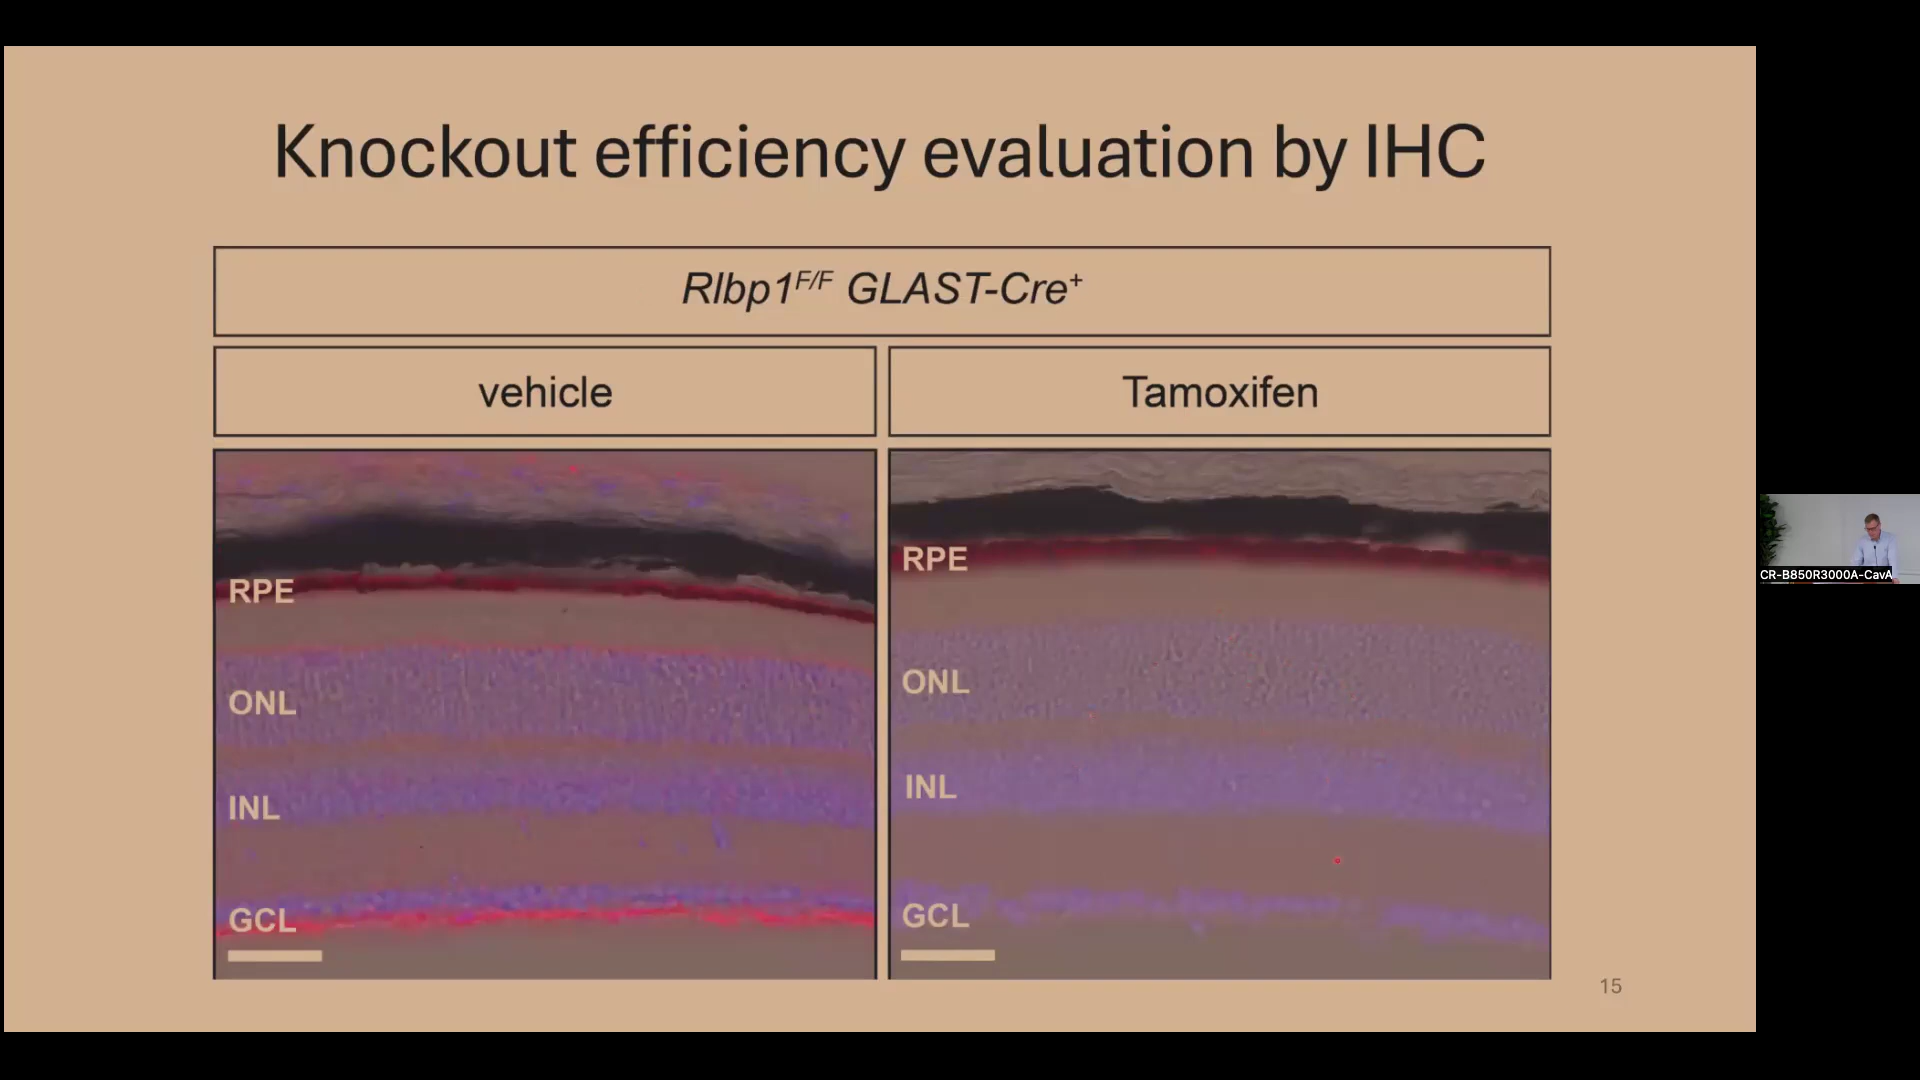 Knockout efficiency evaluation by IHC
Rlbp1F/F GLAST-Cre+
vehicle
Tamoxifen
RPE
ONL
INL
GCL
RPE
ONL
INL
GCL
15
CR-B850R3000A-CavA